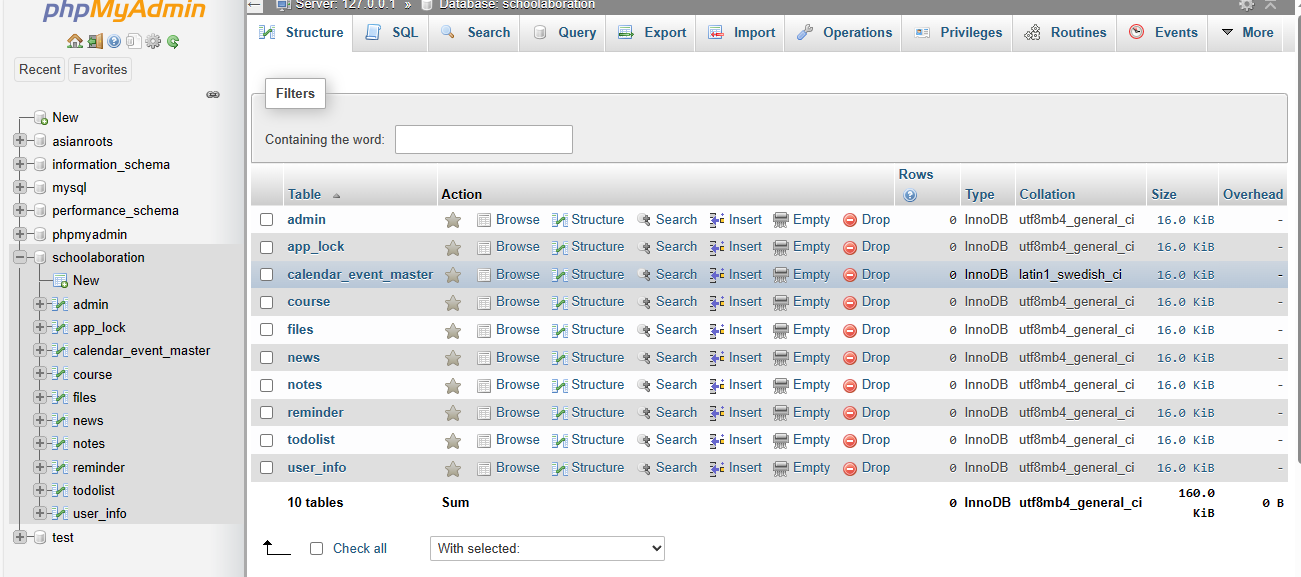 phpMyAdmin
Recent Favorites
New
asianroots
information_schema
mysql
performance_schema
phpmyadmin
schoolaboration
New
admin
app_lock
calendar_event_master
course
files
news
notes
reminder
todolist
user_info
test
Server: 127.0.0.1 » Database: schoolaboration
Structure SQL Search Query Export Import Operations Privileges Routines Events More
Filters
Containing the word:
Table Action Rows Type Collation Size Overhead
admin Browse Structure Search Insert Empty Drop 0 InnoDB utf8mb4_general_ci 16.0 KiB -
app_lock Browse Structure Search Insert Empty Drop 0 InnoDB utf8mb4_general_ci 16.0 KiB -
calendar_event_master Browse Structure Search Insert Empty Drop 0 InnoDB latin1_swedish_ci 16.0 KiB -
course Browse Structure Search Insert Empty Drop 0 InnoDB utf8mb4_general_ci 16.0 KiB -
files Browse Structure Search Insert Empty Drop 0 InnoDB utf8mb4_general_ci 16.0 KiB -
news Browse Structure Search Insert Empty Drop 0 InnoDB utf8mb4_general_ci 16.0 KiB -
notes Browse Structure Search Insert Empty Drop 0 InnoDB utf8mb4_general_ci 16.0 KiB -
reminder Browse Structure Search Insert Empty Drop 0 InnoDB utf8mb4_general_ci 16.0 KiB -
todolist Browse Structure Search Insert Empty Drop 0 InnoDB utf8mb4_general_ci 16.0 KiB -
user_info Browse Structure Search Insert Empty Drop 0 InnoDB utf8mb4_general_ci 16.0 KiB -
10 tables Sum 0 InnoDB utf8mb4_general_ci 160.0 KiB 0 B
Check all With selected: